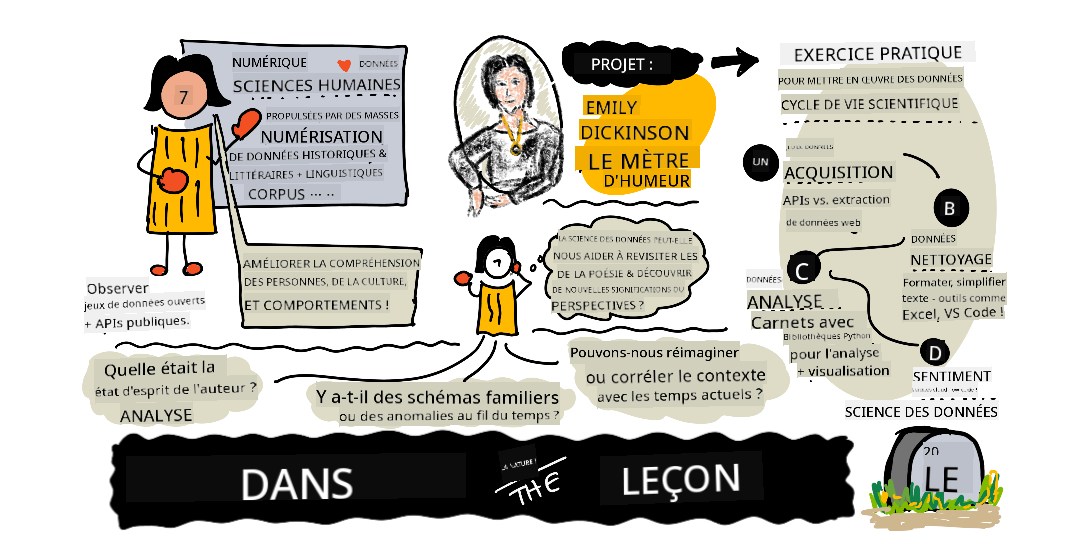 NUMÉRIQUE
DONNÉES
SCIENCES HUMAINES
7
PROPULSÉES PAR DES MASSES
NUMÉRISATION
DE DONNÉES HISTORIQUES &
LITTÉRAIRES + LINGUISTIQUES
CORPUS ... ..
AMÉLIORER LA COMPRÉHENSION
DES PERSONNES, DE LA CULTURE,
ET COMPORTEMENTS !
Observer
jeux de données ouverts
+ APIs publiques.
PROJET :
EMILY
DICKINSON
LE MÈTRE
D'HUMEUR
LA SCIENCE DES DONNÉES PEUT-ELLE
NOUS AIDER À REVISITER LES
DE LA POÉSIE & DÉCOUVRIR
DE NOUVELLES SIGNIFICATIONS OU
PERSPECTIVES ?
EXERCICE PRATIQUE
POUR METTRE EN ŒUVRE DES DONNÉES
CYCLE DE VIE SCIENTIFIQUE
UN
ACQUISITION
APIs vs. extraction
de données web
B
DONNÉES
NETTOYAGE
Formater, simplifier
texte - outils comme
Excel, VS Code !
C
DONNÉES
ANALYSE
Carnets avec
Bibliothèques Python
pour l'analyse
+ visualisation
D
SENTIMENT
SCIENCE DES DONNÉES
Quelle était la
état d'esprit de l'auteur ?
ANALYSE
Y a-t-il des schémas familiers
ou des anomalies au fil du temps ?
Pouvons-nous réimaginer
ou corréler le contexte
avec les temps actuels ?
DANS
THE
LEÇON
20
LE